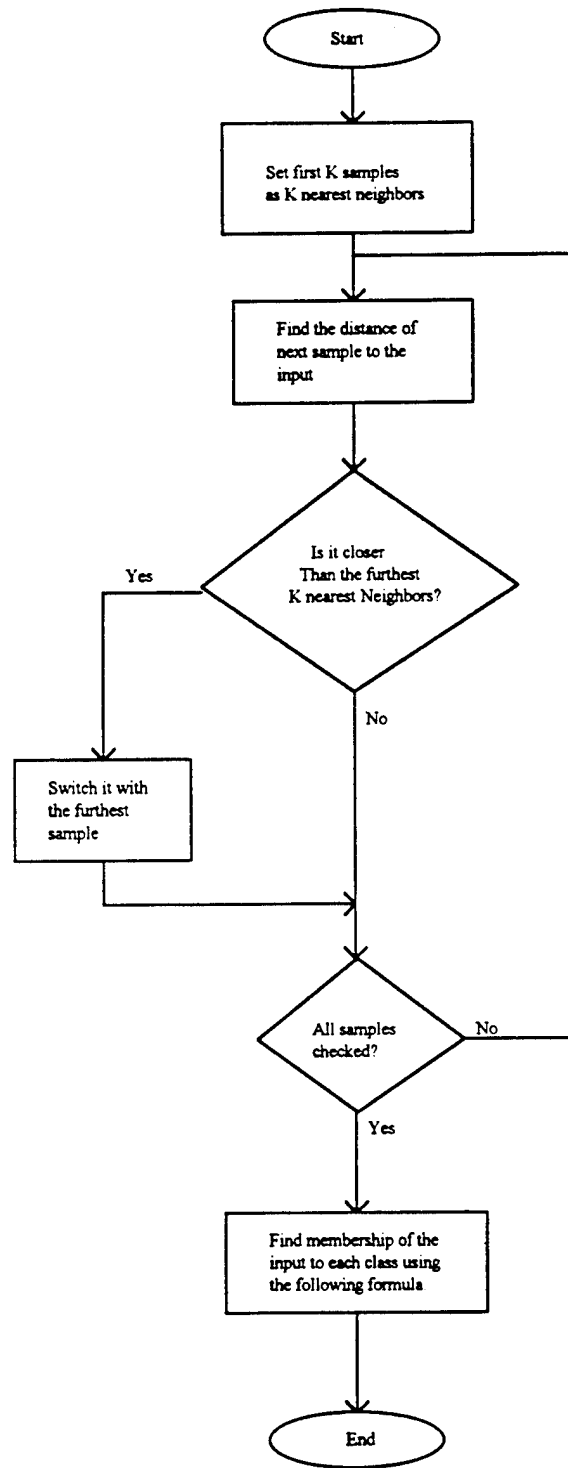 Start
Set first K samples
as K nearest neighbors
Find the distance of
next sample to the
input
Is it closer
Than the furthest
K nearest Neighbors?
Yes
No
Switch it with
the furthest
sample
All samples
checked?
No
Yes
Find membership of the
input to each class using
the following formula
End